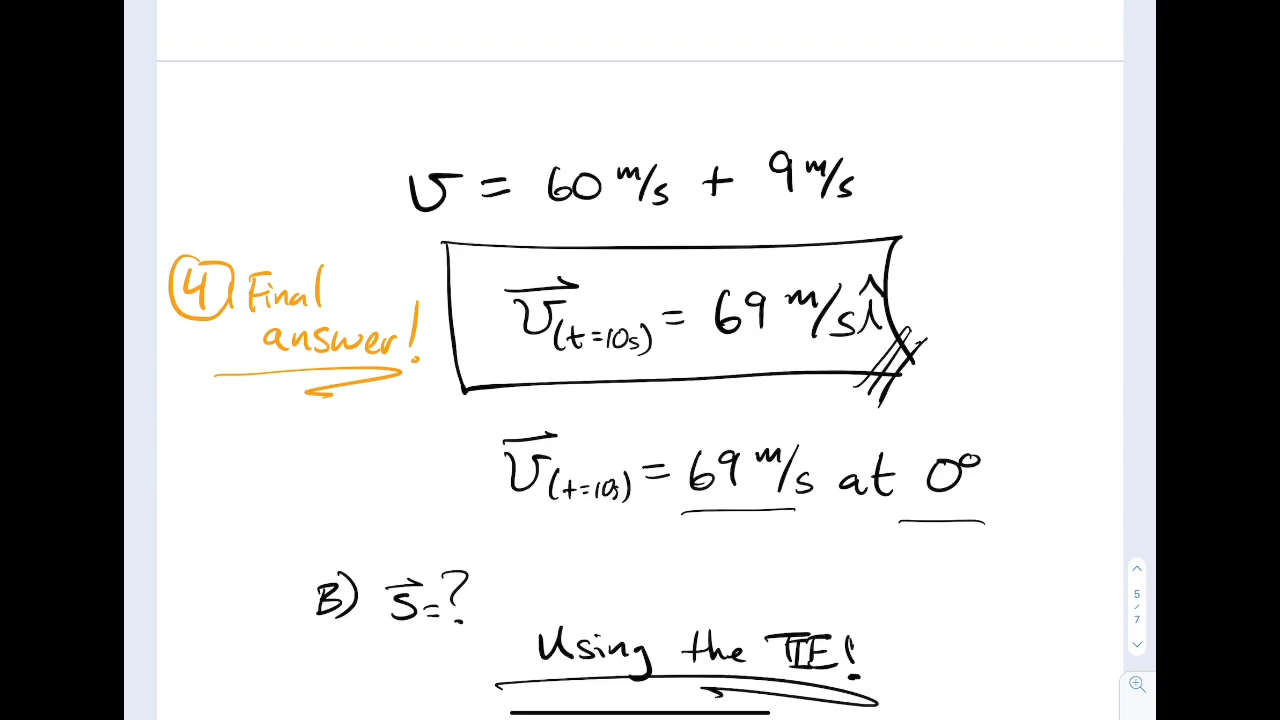 v = 60 m/s + 9 m/s
④ Final
answer!
v⃗(t=10s) = 69 m/s î
v⃗(t=10s) = 69 m/s at 0°
B) s⃗ = ?
Using the TIE!
5
/
7